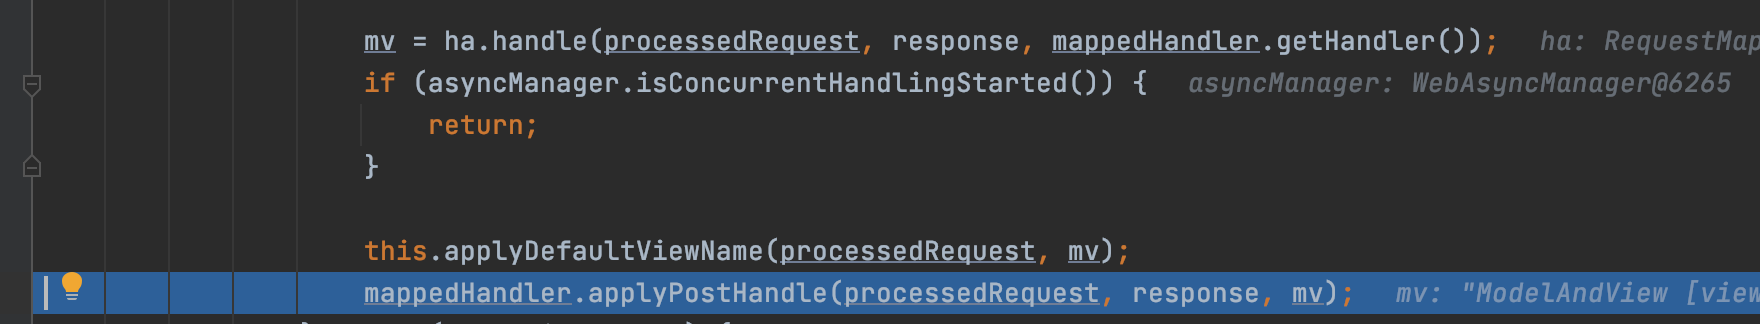 mv = ha.handle(processedRequest, response, mappedHandler.getHandler()); ha: RequestMap
if (asyncManager.isConcurrentHandlingStarted()) { asyncManager: WebAsyncManager@6265
return;
}
this.applyDefaultViewName(processedRequest, mv);
mappedHandler.applyPostHandle(processedRequest, response, mv); mv: "ModelAndView [view